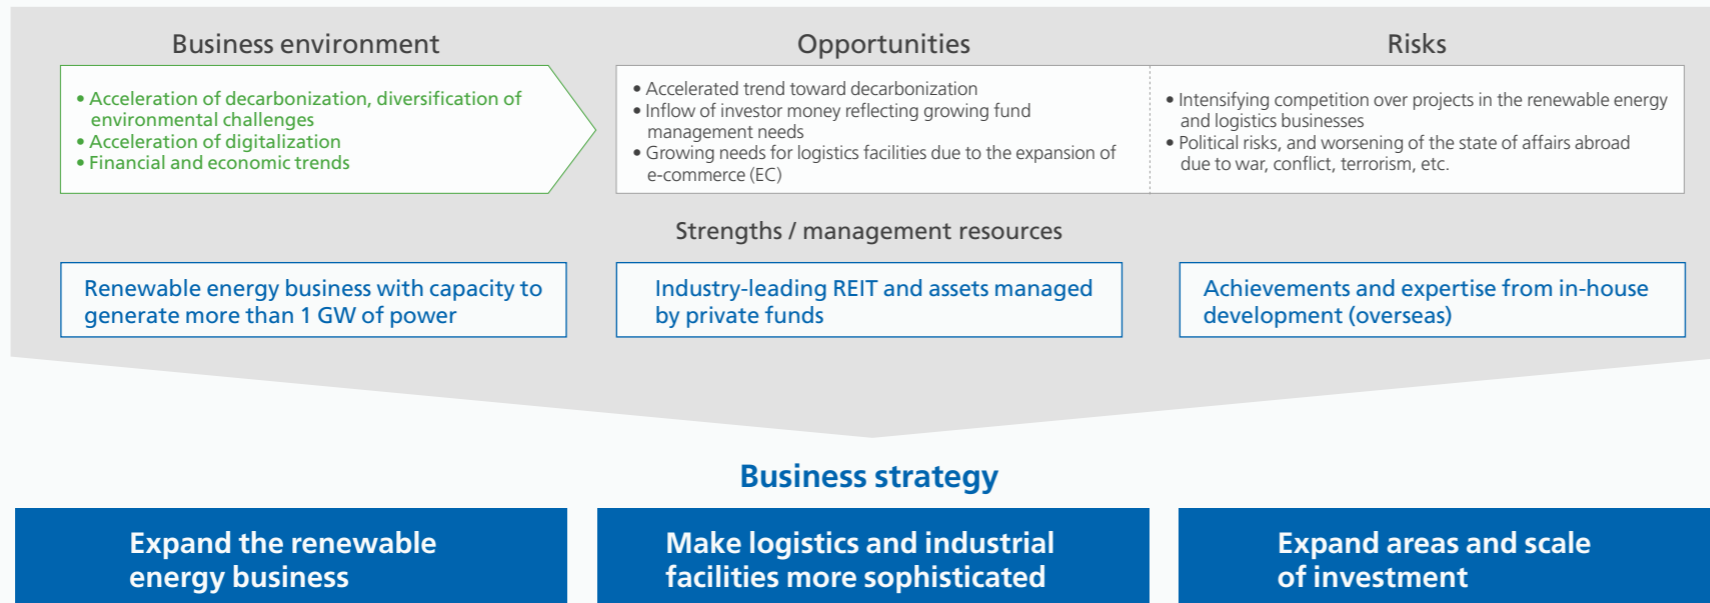 Business environment
• Acceleration of decarbonization, diversification of
environmental challenges
• Acceleration of digitalization
• Financial and economic trends
Opportunities
• Accelerated trend toward decarbonization
• Inflow of investor money reflecting growing fund
management needs
• Growing needs for logistics facilities due to the expansion of
e-commerce (EC)
Risks
• Intensifying competition over projects in the renewable energy
and logistics businesses
• Political risks, and worsening of the state of affairs abroad
due to war, conflict, terrorism, etc.
Strengths / management resources
Renewable energy business with capacity to
generate more than 1 GW of power
Industry-leading REIT and assets managed
by private funds
Achievements and expertise from in-house
development (overseas)
Business strategy
Expand the renewable
energy business
Make logistics and industrial
facilities more sophisticated
Expand areas and scale
of investment